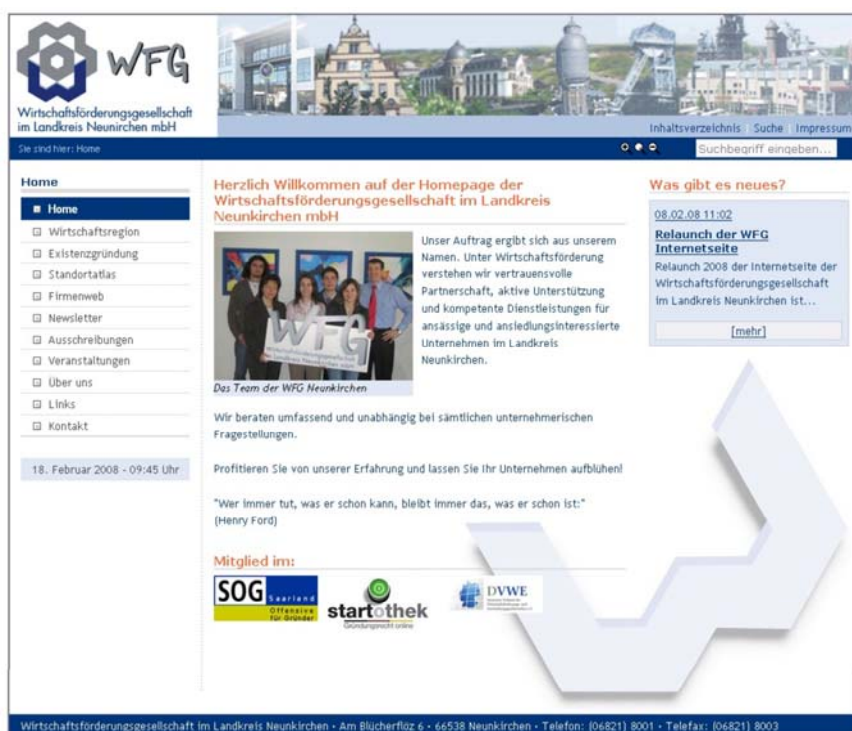 WFG
Wirtschaftsförderungsgesellschaft
im Landkreis Neunirchen mbH
Inhaltsverzeichnis | Suche | Impressum
Sie sind hier: Home
Suchbegriff eingeben...
Home
Home
Wirtschaftsregion
Existenzgründung
Standortatlas
Firmenweb
Newsletter
Ausschreibungen
Veranstaltungen
Über uns
Links
Kontakt
18. Februar 2008 - 09:45 Uhr
Herzlich Willkommen auf der Homepage der
Wirtschaftsförderungsgesellschaft im Landkreis
Neunkirchen mbH
WFG
Wirtschaftsförderungsgesellschaft
im Landkreis Neunkirchen mbH
Das Team der WFG Neunkirchen
Unser Auftrag ergibt sich aus unserem
Namen. Unter Wirtschaftsförderung
verstehen wir vertrauensvolle
Partnerschaft, aktive Unterstützung
und kompetente Dienstleistungen für
ansässige und ansiedlungsinteressierte
Unternehmen im Landkreis
Neunkirchen.
Wir beraten umfassend und unabhängig bei sämtlichen unternehmerischen
Fragestellungen.
Profitieren Sie von unserer Erfahrung und lassen Sie Ihr Unternehmen aufblühen!
"Wer immer tut, was er schon kann, bleibt immer das, was er schon ist:"
(Henry Ford)
Mitglied im:
SOG
Saarland
Offensive
für Gründer
startothek
Gründungsrecht online
DVWE
Was gibt es neues?
08.02.08 11:02
Relaunch der WFG
Internetseite
Relaunch 2008 der Internetseite der
Wirtschaftsförderungsgesellschaft
im Landkreis Neunkirchen ist...
[mehr]
Wirtschaftsförderungsgesellschaft im Landkreis Neunkirchen • Am Blücherflöz 6 • 66538 Neunkirchen • Telefon: (06821) 8001 • Telefax: (06821) 8003